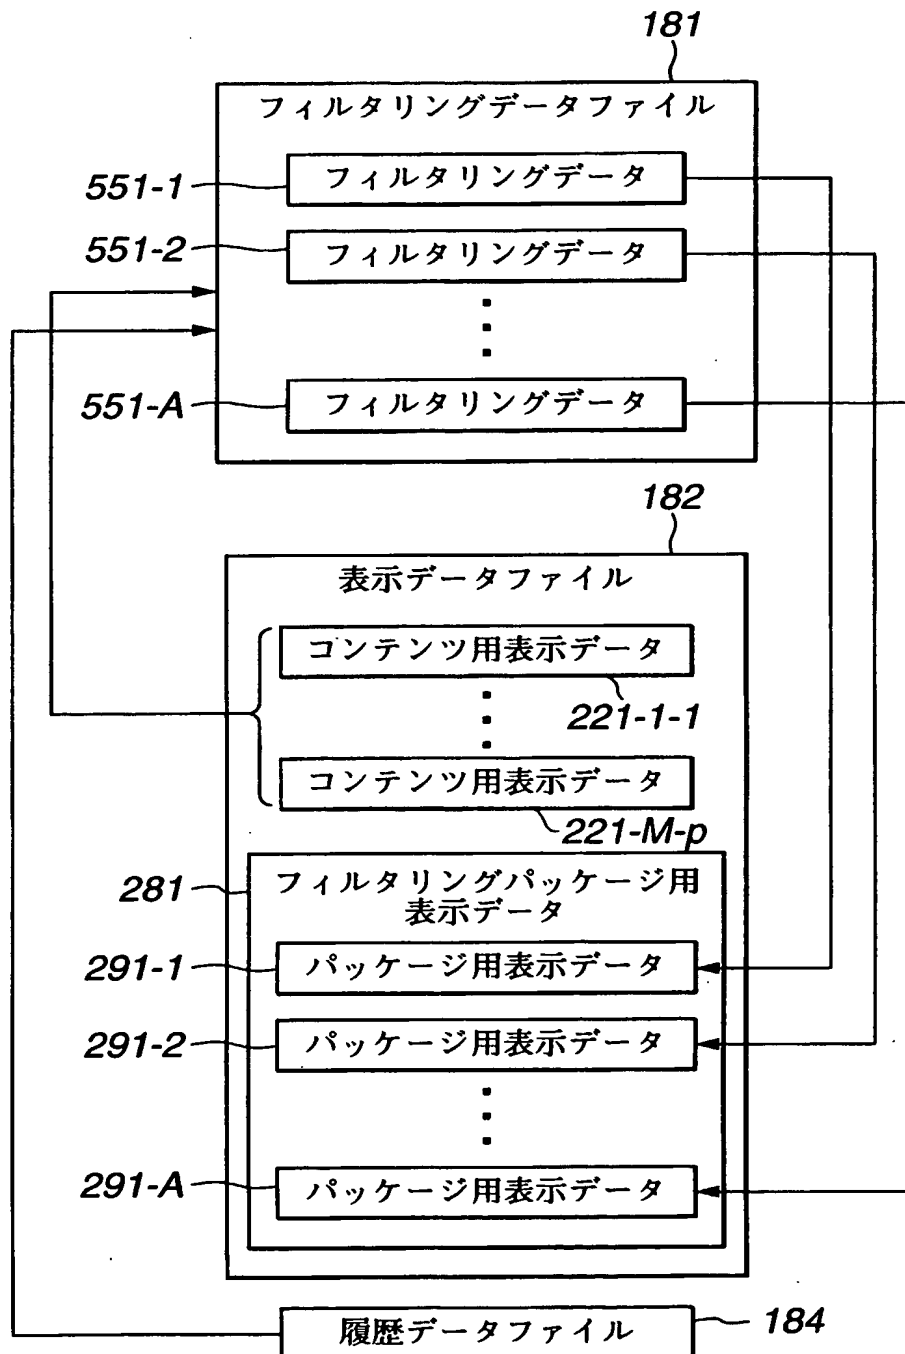 181
フィルタリングデータファイル
551-1
フィルタリングデータ
551-2
フィルタリングデータ
551-A
フィルタリングデータ
182
表示データファイル
コンテンツ用表示データ
221-1-1
コンテンツ用表示データ
221-M-p
281
フィルタリングパッケージ用
表示データ
291-1
パッケージ用表示データ
291-2
パッケージ用表示データ
291-A
パッケージ用表示データ
履歴データファイル
184